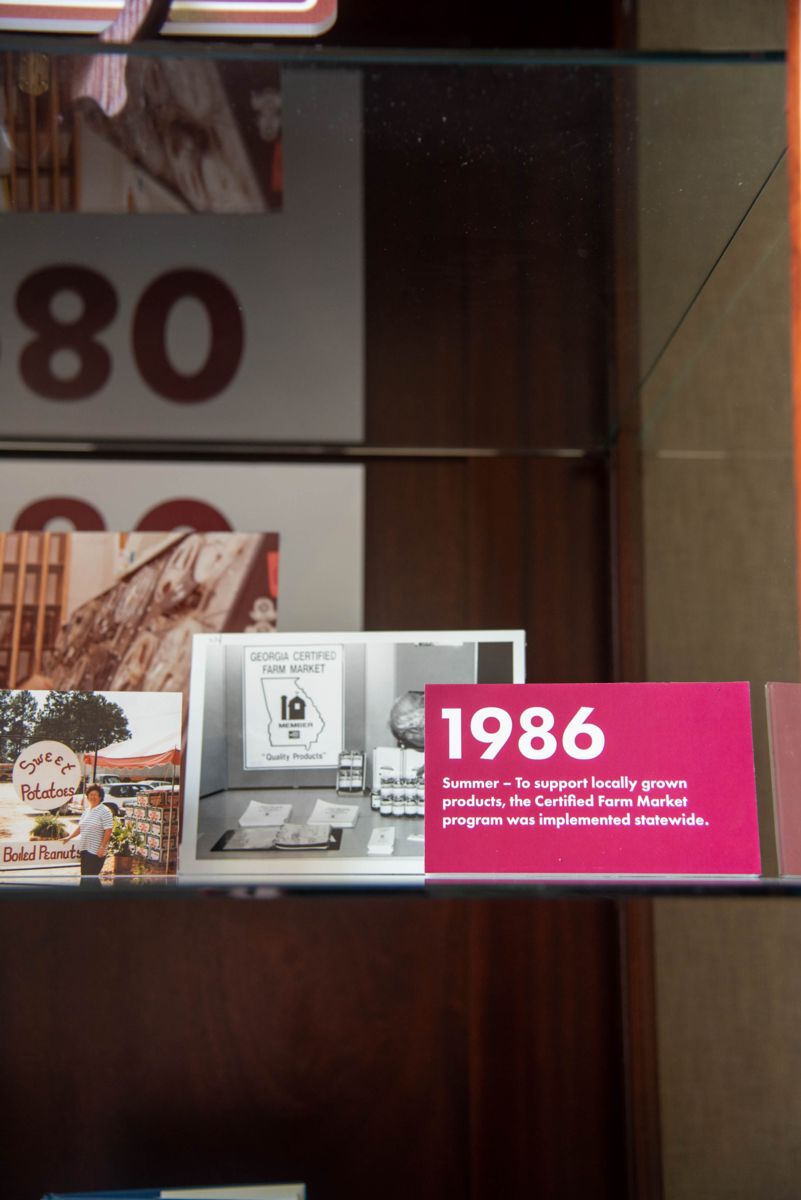 80
Sweet
Potatoes
Boiled Peanuts
GEORGIA CERTIFIED
FARM MARKET
MEMBER
"Quality Products"
1986
Summer – To support locally grown
products, the Certified Farm Market
program was implemented statewide.